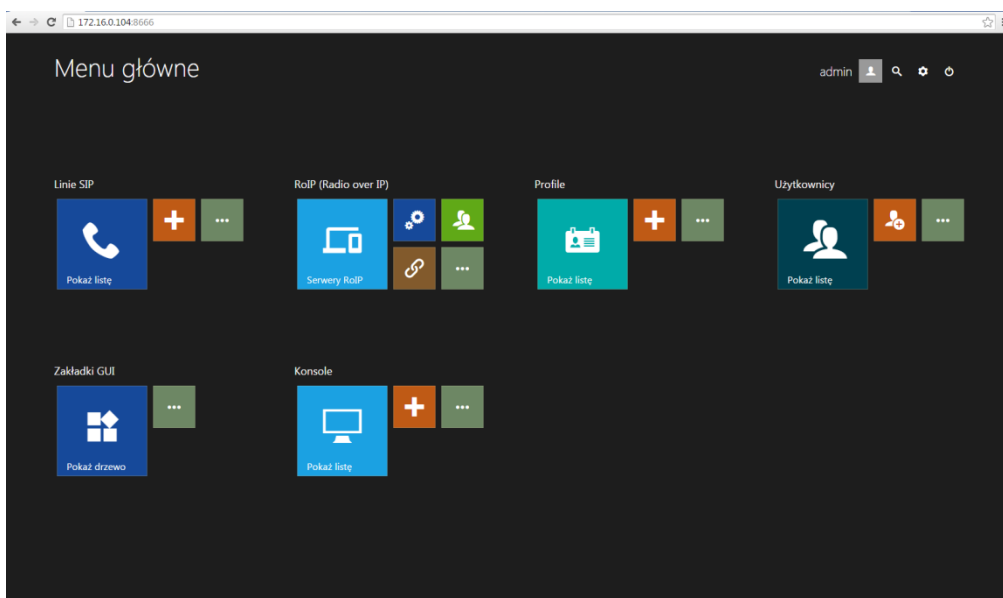 172.16.0.104:8666
Menu główne
admin
Linie SIP
Pokaż listę
RoIP (Radio over IP)
Serwery RoIP
Profile
Pokaż listę
Użytkownicy
Pokaż listę
Zakładki GUI
Pokaż drzewo
Konsole
Pokaż listę